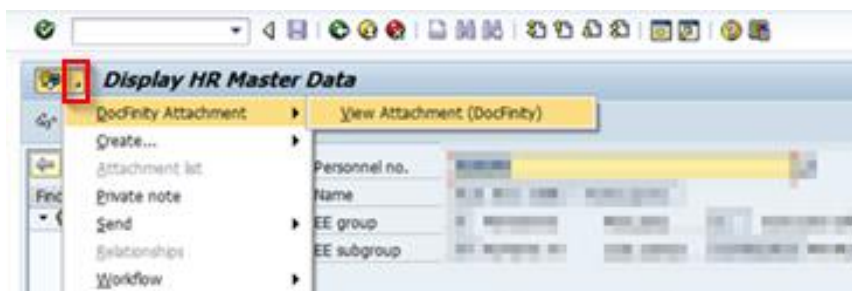 Display HR Master Data
DocFinity Attachment
View Attachment (DocFinity)
Create...
Attachment list
Personnel no.
Find
Private note
Name
Send
EE group
Relationships
EE subgroup
Workflow